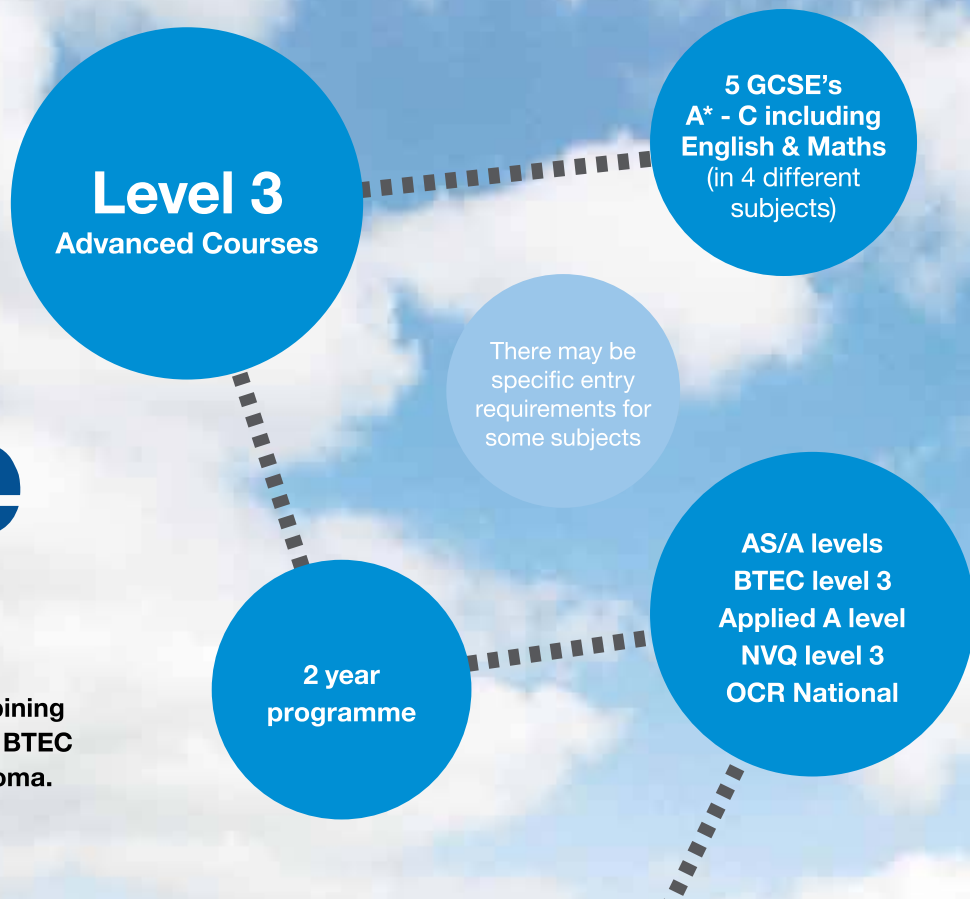 Level 3
Advanced Courses
5 GCSE's
A* - C including
English & Maths
(in 4 different
subjects)
There may be
specific entry
requirements for
some subjects
AS/A levels
BTEC level 3
Applied A level
NVQ level 3
OCR National
2 year
programme
BTEC